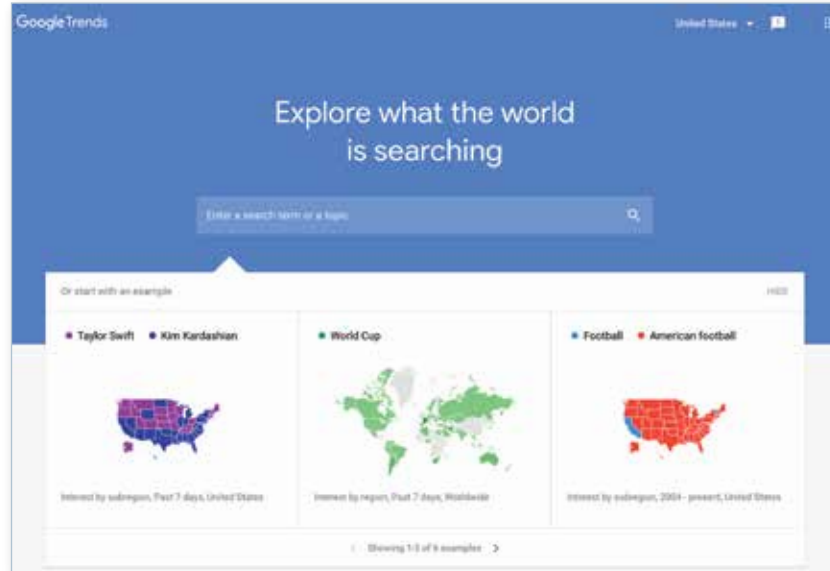 Google Trends
United States
Explore what the world
is searching
Enter a search term or a topic
Or start with an example
HIDE
Taylor Swift Kim Kardashian
World Cup
Football American football
Interest by subregion, Past 7 days, United States
Interest by region, Past 7 days, Worldwide
Interest by subregion, 2004 - present, United States
Showing 1-3 of 6 examples